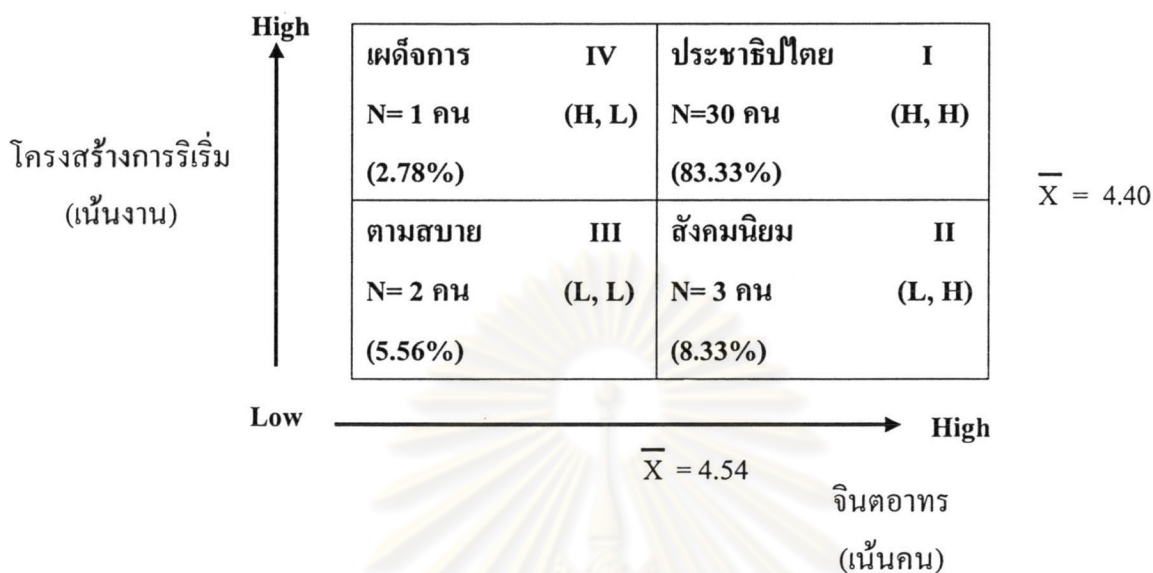 High
เผด็จการ IV
N= 1 คน (H, L)
(2.78%)
ประชาธิปไตย I
N=30 คน (H, H)
(83.33%)
โครงสร้างการริเริ่ม
(เน้นงาน)
X̄ = 4.40
ตามสบาย III
N= 2 คน (L, L)
(5.56%)
สังคมนิยม II
N= 3 คน (L, H)
(8.33%)
Low
High
X̄ = 4.54
จินตอาทร
(เน้นคน)